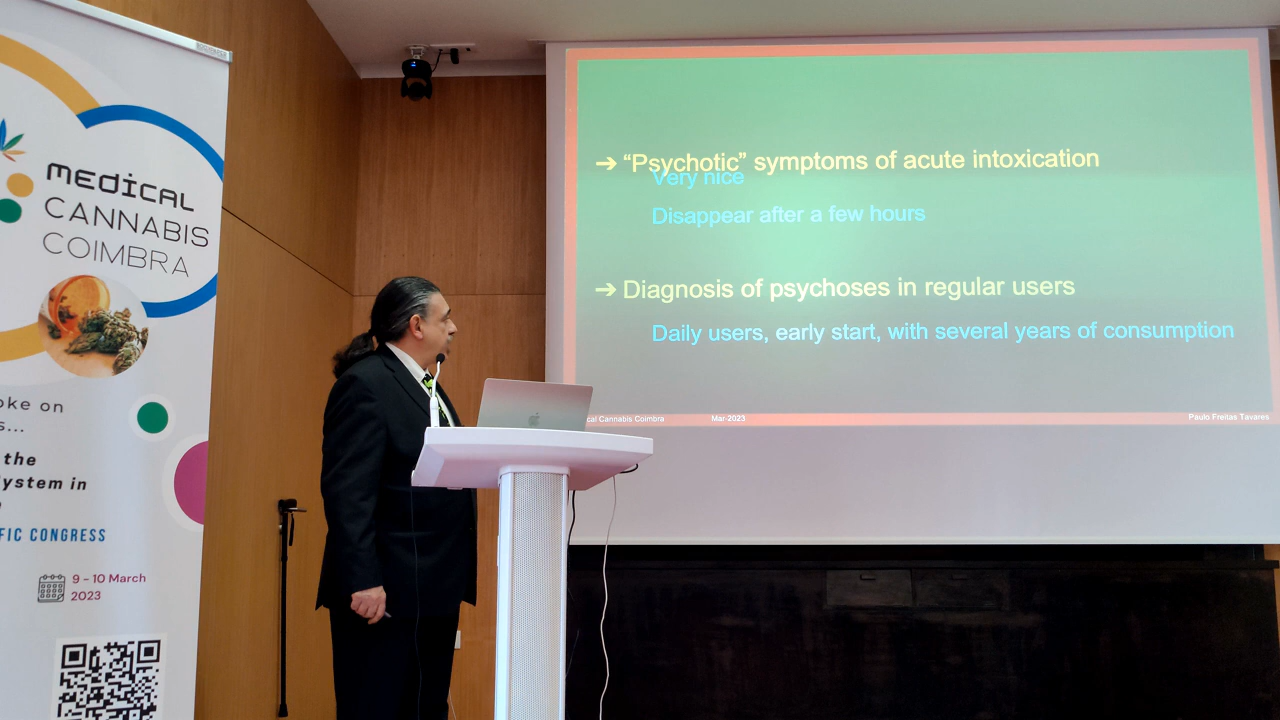 MEDICAL
CANNABIS
COIMBRA
oke on
s...
the
ystem in
FIC CONGRESS
9 - 10 March
2023
➔ “Psychotic” symptoms of acute intoxication
Very nice
Disappear after a few hours
➔ Diagnosis of psychoses in regular users
Daily users, early start, with several years of consumption
cal Cannabis Coimbra
Mar-2023
Paulo Freitas Tavares